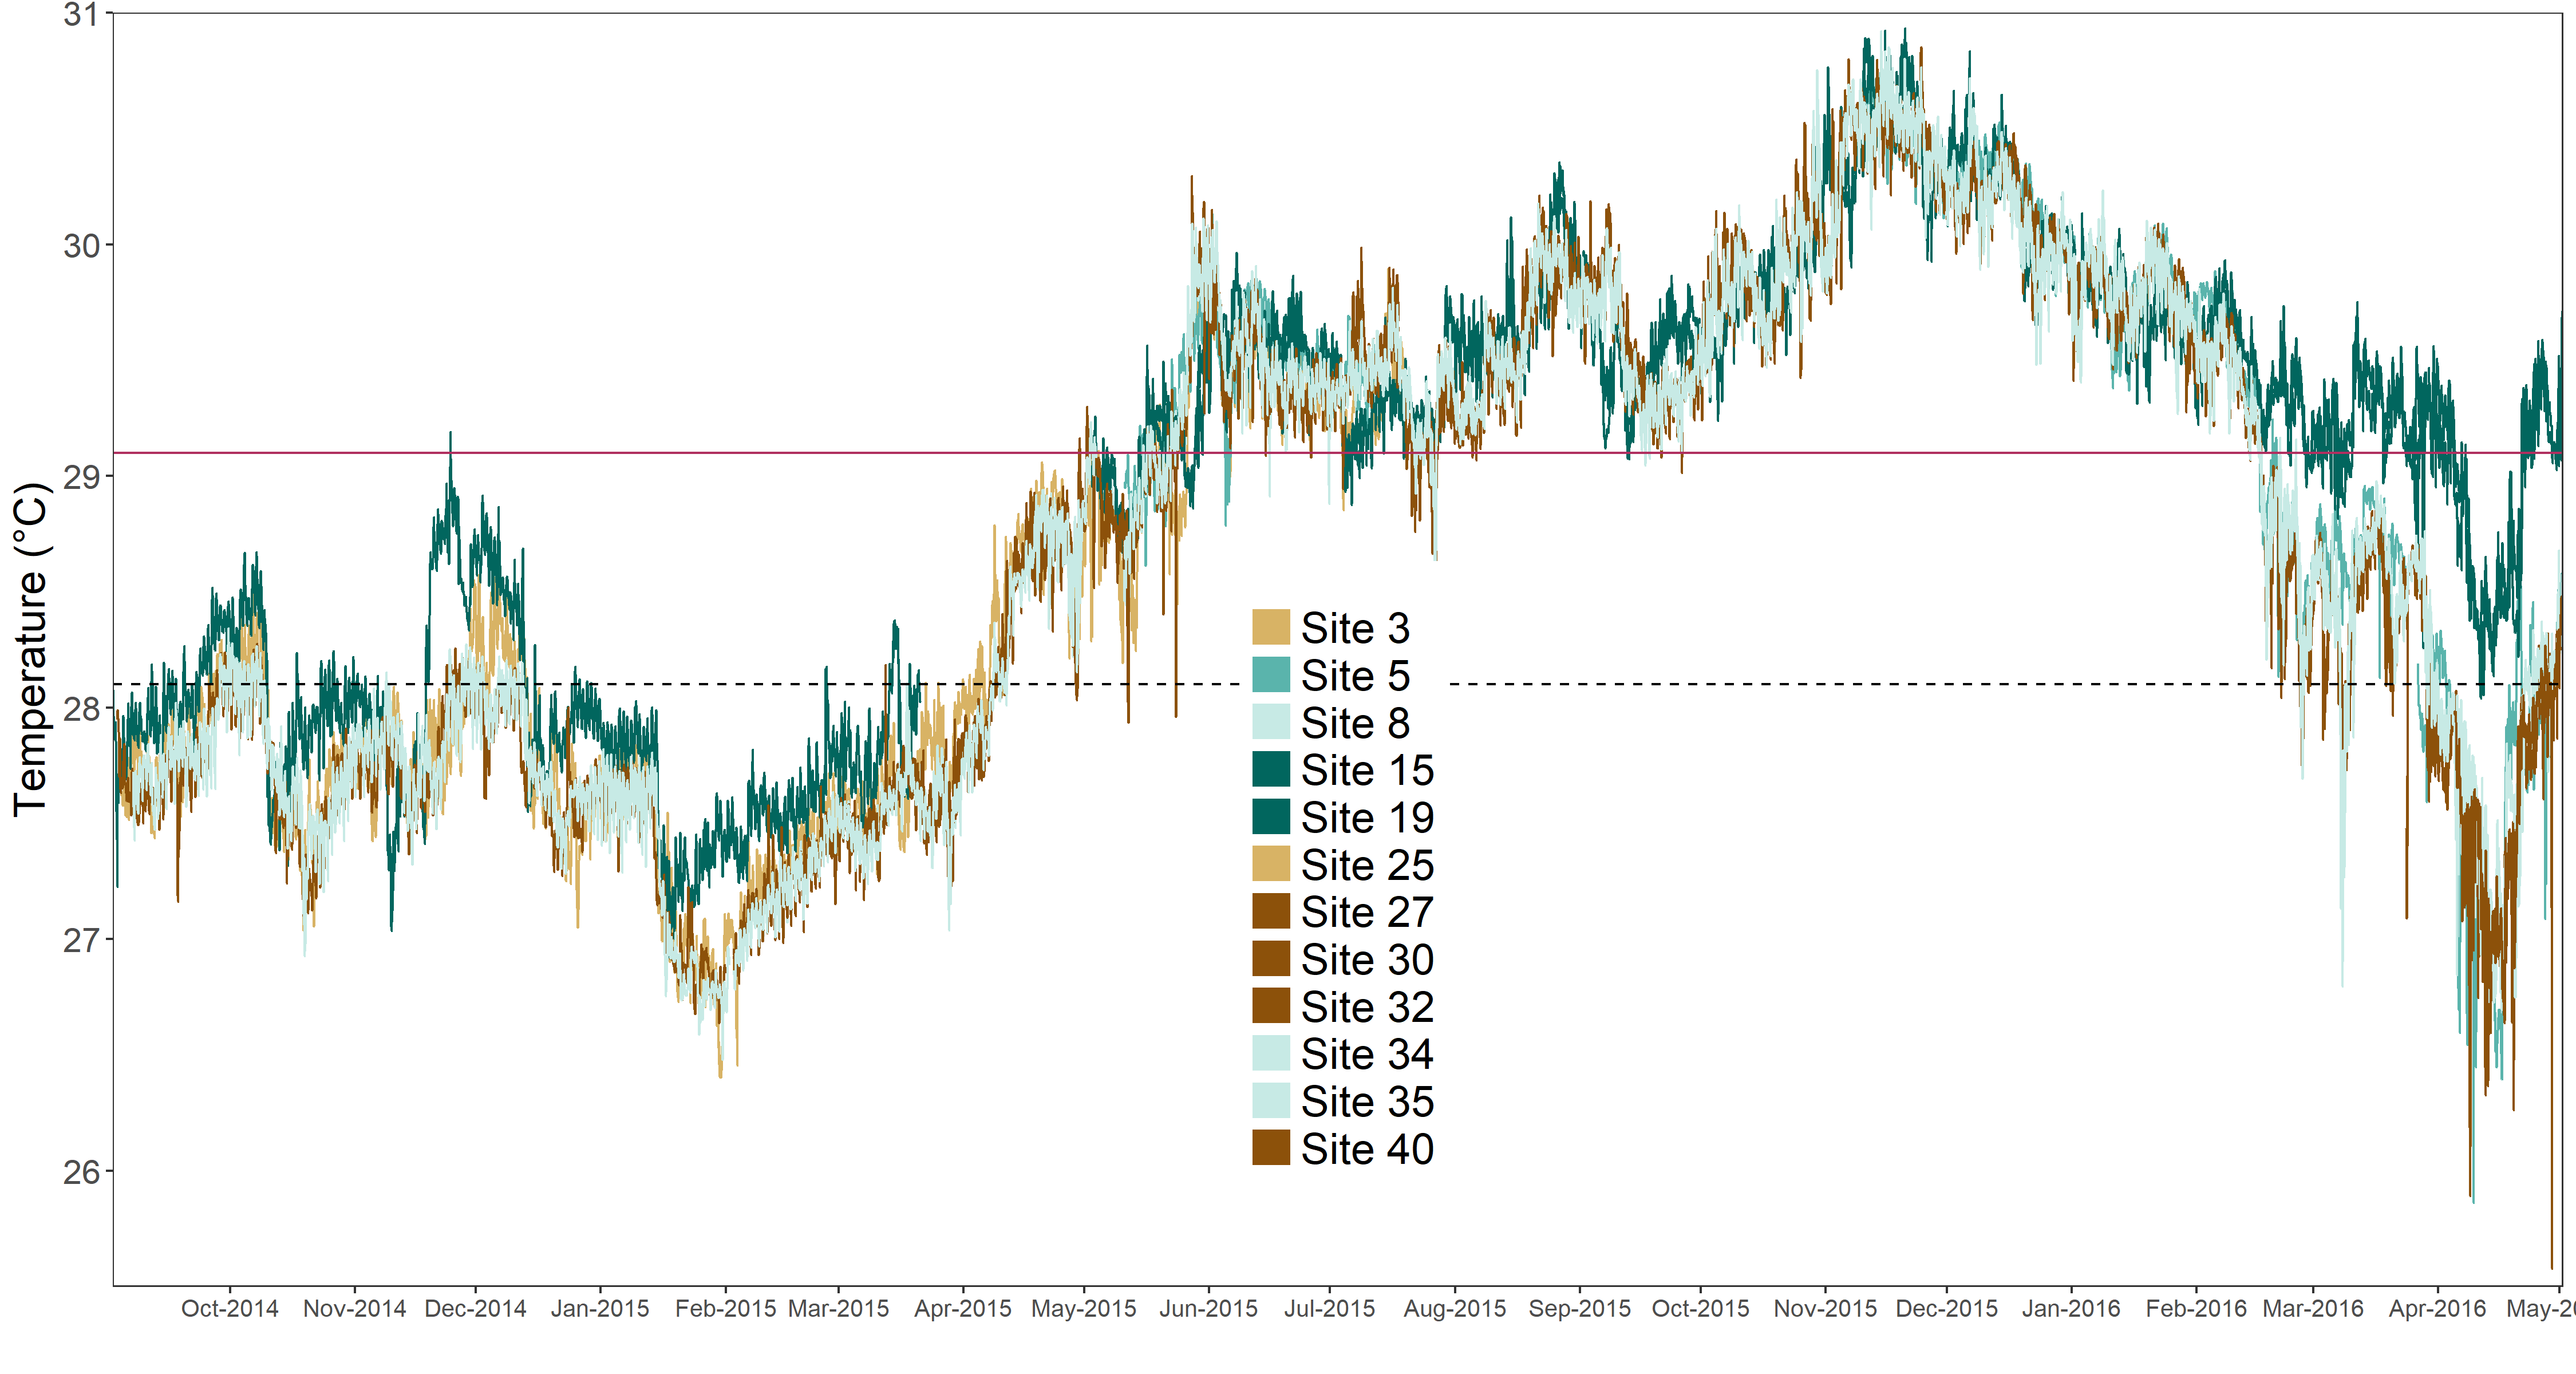 31
30
29
28
27
26
Temperature (°C)
Site 3
Site 5
Site 8
Site 15
Site 19
Site 25
Site 27
Site 30
Site 32
Site 34
Site 35
Site 40
Oct-2014 Nov-2014 Dec-2014 Jan-2015 Feb-2015 Mar-2015 Apr-2015 May-2015 Jun-2015 Jul-2015 Aug-2015 Sep-2015 Oct-2015 Nov-2015 Dec-2015 Jan-2016 Feb-2016 Mar-2016 Apr-2016 May-20